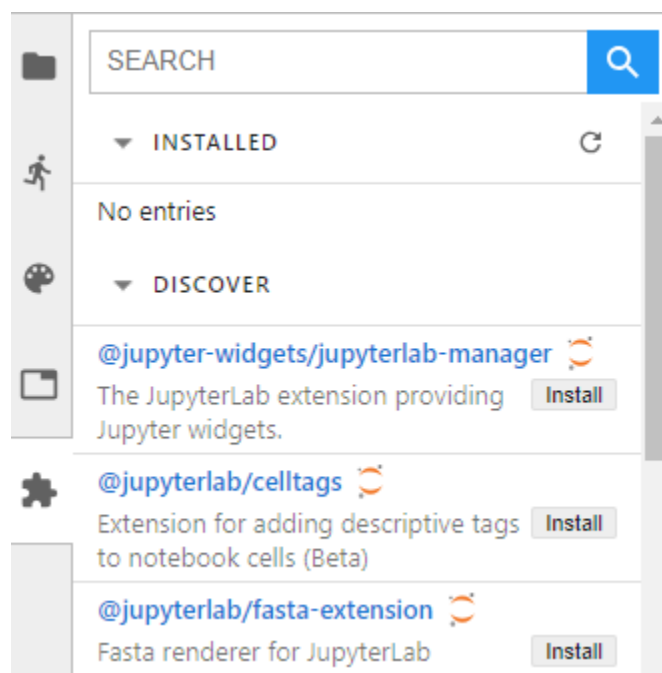 SEARCH
INSTALLED
No entries
DISCOVER
@jupyter-widgets/jupyterlab-manager
The JupyterLab extension providing
Install
Jupyter widgets.
@jupyterlab/celltags
Extension for adding descriptive tags
Install
to notebook cells (Beta)
@jupyterlab/fasta-extension
Fasta renderer for JupyterLab
Install